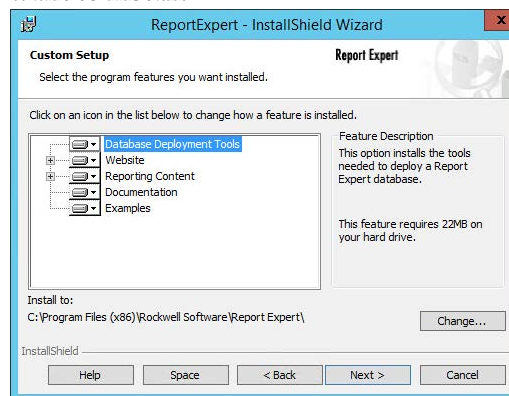 ReportExpert - InstallShield Wizard
X
Custom Setup
Report Expert
Select the program features you want installed.
Click on an icon in the list below to change how a feature is installed.
Database Deployment Tools
Website
Reporting Content
Documentation
Examples
Feature Description
This option installs the tools
needed to deploy a Report
Expert database.
This feature requires 22MB on
your hard drive.
Install to:
C:\Program Files (x86)\Rockwell Software\Report Expert\
Change...
InstallShield
Help
Space
< Back
Next >
Cancel